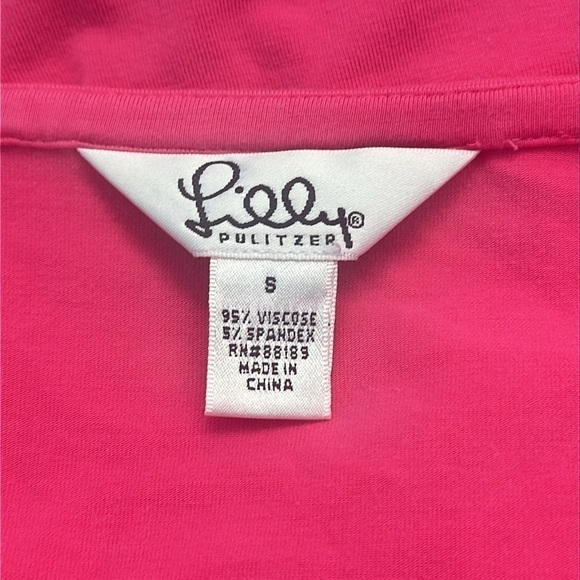 Lilly®
PULITZER
S
95% VISCOSE
5% SPANDEX
RN#88189
MADE IN
CHINA